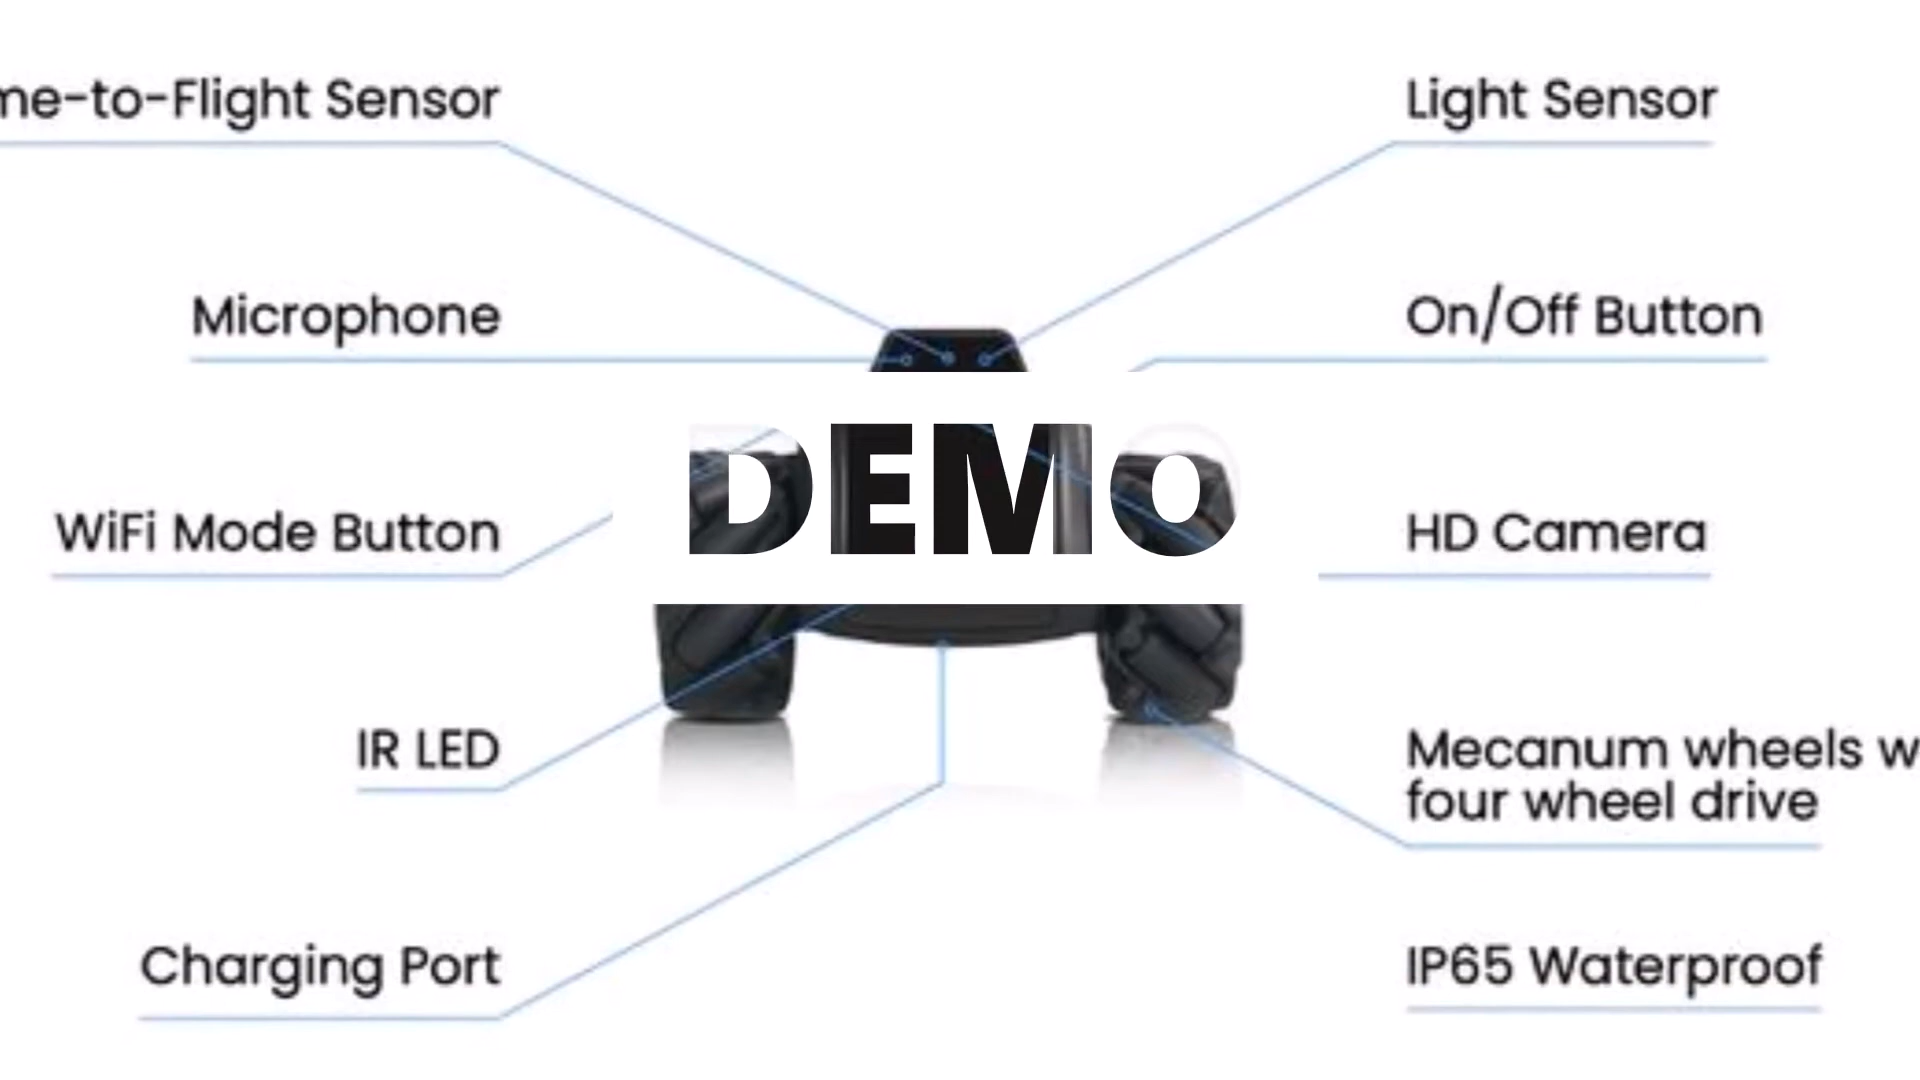 me-to-Flight Sensor
Light Sensor
Microphone
On/Off Button
DEMO
WiFi Mode Button
HD Camera
IR LED
Mecanum wheels w
four wheel drive
Charging Port
IP65 Waterproof